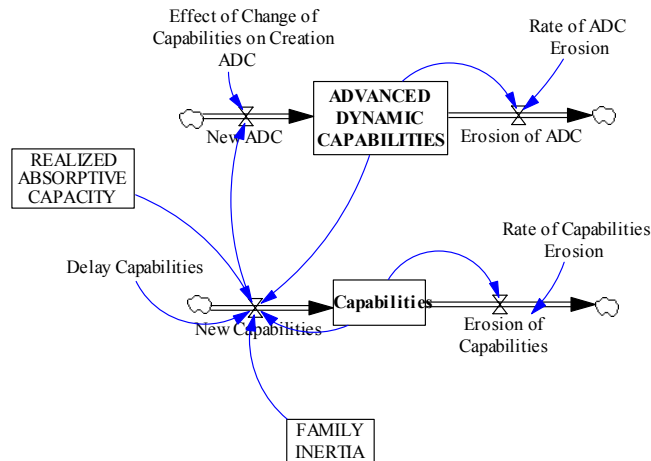 Effect of Change of
Capabilities on Creation
ADC
Rate of ADC
Erosion
ADVANCED
DYNAMIC
CAPABILITIES
New ADC
Erosion of ADC
REALIZED
ABSORPTIVE
CAPACITY
Delay Capabilities
Rate of Capabilities
Erosion
Capabilities
New Capabilities
Erosion of
Capabilities
FAMILY
INERTIA